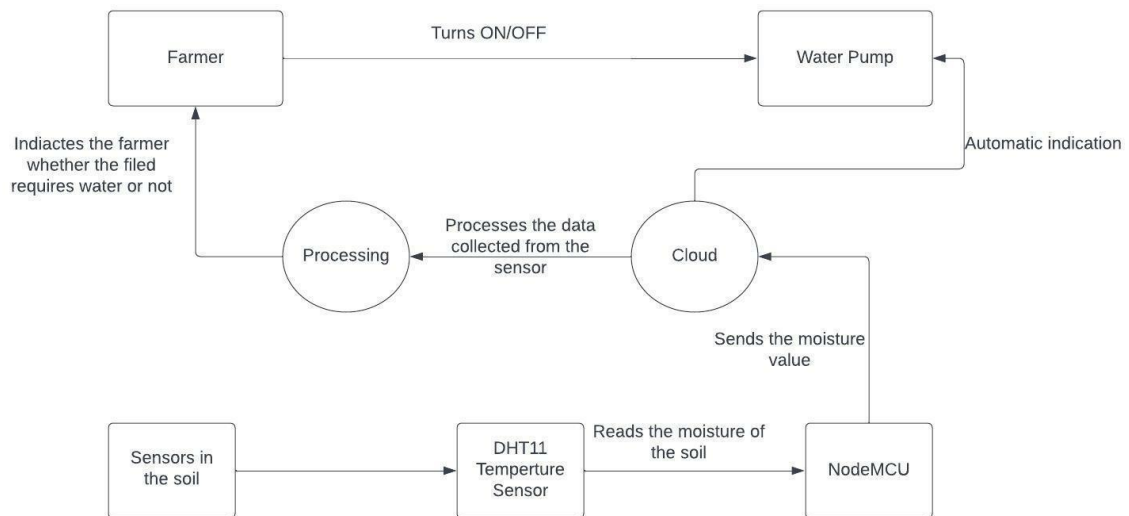 Farmer
Turns ON/OFF
Water Pump
Indiactes the farmer
whether the filed
requires water or not
Automatic indication
Processing
Processes the data
collected from the
sensor
Cloud
Sends the moisture
value
Sensors in
the soil
DHT11
Temperture
Sensor
Reads the moisture of
the soil
NodeMCU